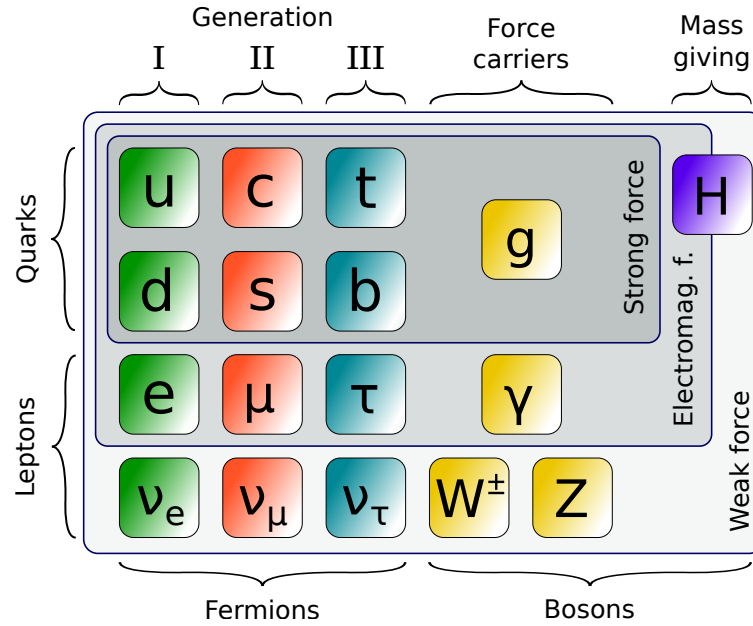 Generation
I II III
Force
carriers
Mass
giving
Quarks
u c t
g
H
d s b
Strong force
Electromag. f.
Weak force
Leptons
e μ τ γ
νe νμ ντ W± Z
Fermions
Bosons